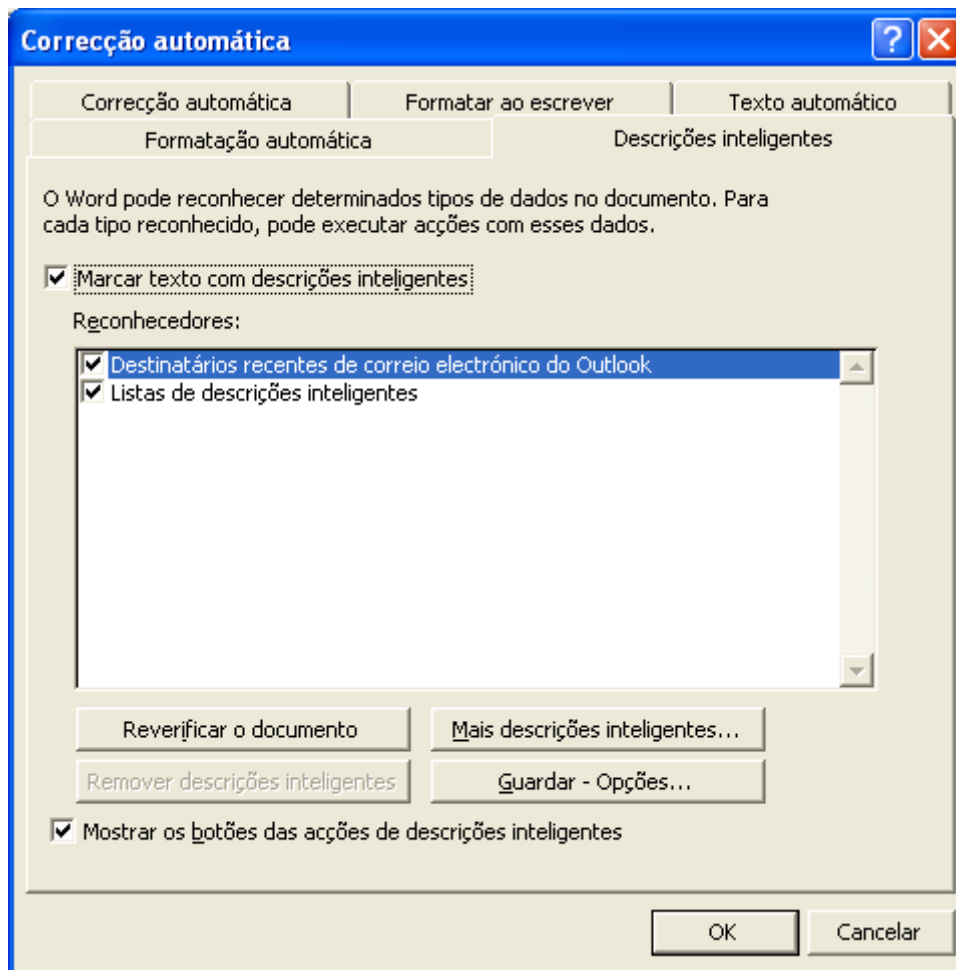 Correcção automática
Correcção automática
Formatar ao escrever
Texto automático
Formatação automática
Descrições inteligentes
O Word pode reconhecer determinados tipos de dados no documento. Para
cada tipo reconhecido, pode executar acções com esses dados.
Marcar texto com descrições inteligentes
Reconhecedores:
Destinatários recentes de correio electrónico do Outlook
Listas de descrições inteligentes
Reverificar o documento
Mais descrições inteligentes...
Remover descrições inteligentes
Guardar - Opções...
Mostrar os botões das acções de descrições inteligentes
OK
Cancelar